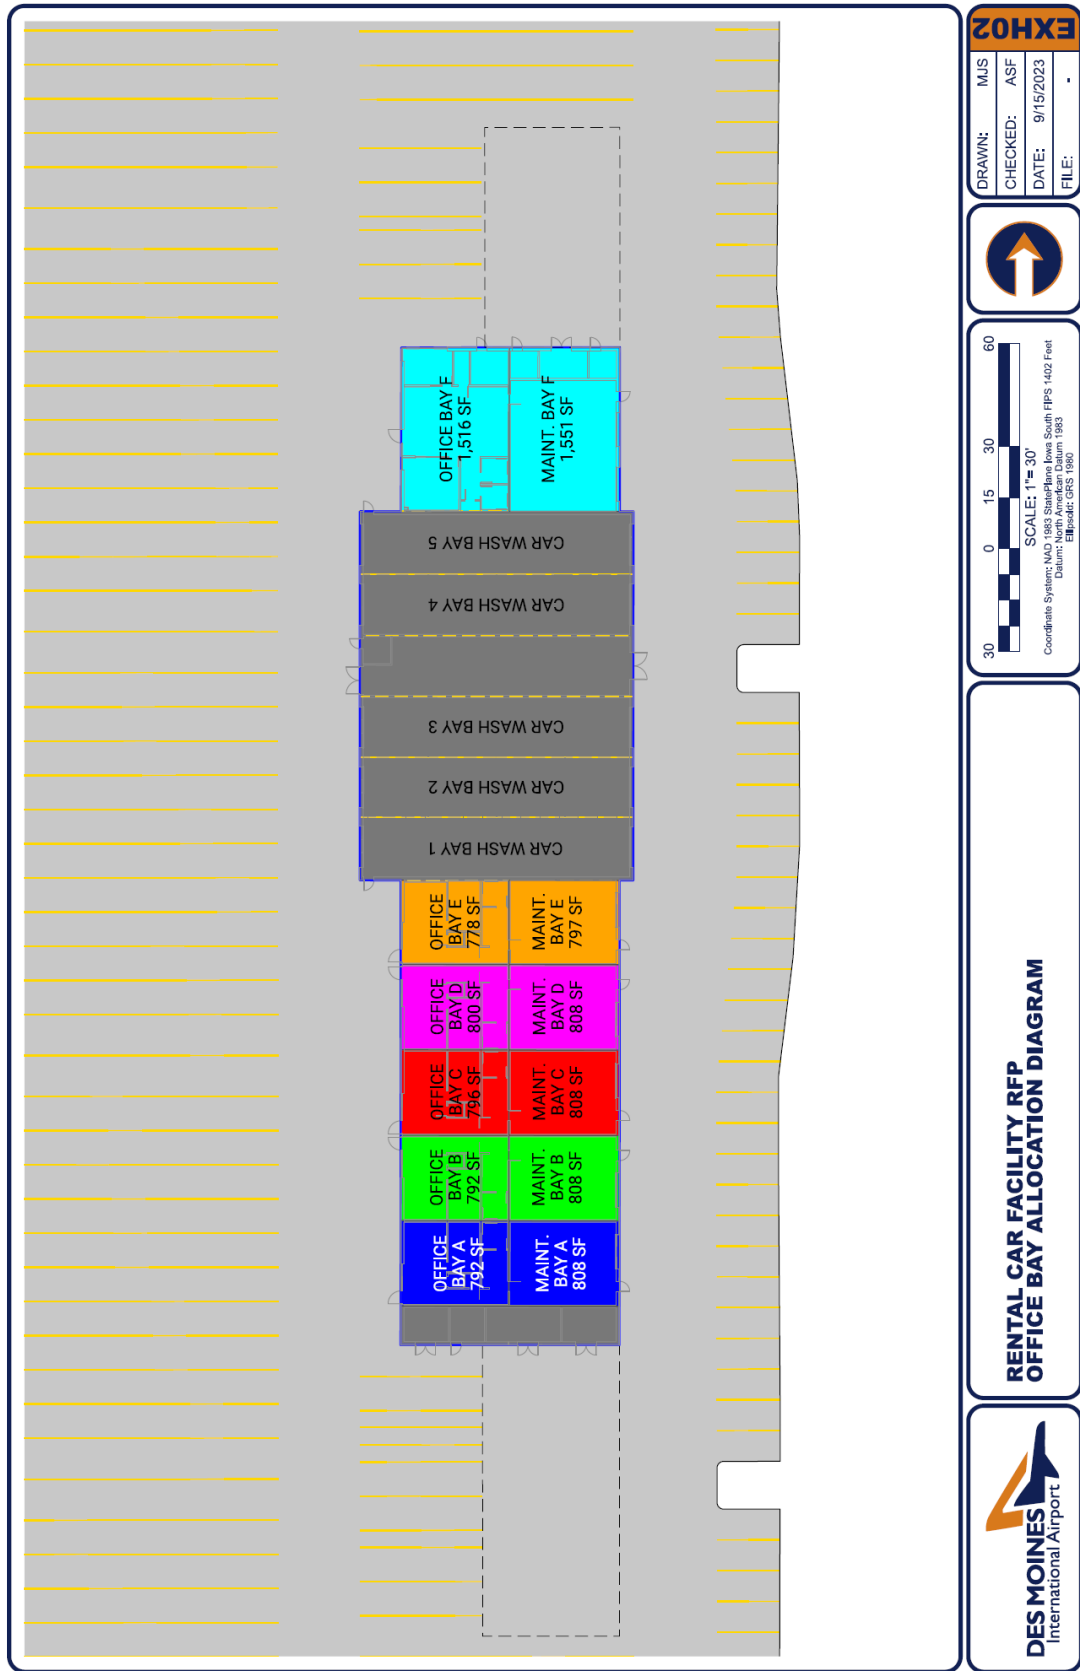 EXH02
DRAWN: MJS
CHECKED: ASF
DATE: 9/15/2023
FILE: -
30 0 15 30 60
SCALE: 1"= 30'
Coordinate System: NAD 1983 StatePlane Iowa South FIPS 1402 Feet
Datum: North American Datum 1983
Ellipsoid: GRS 1980
RENTAL CAR FACILITY RFP
OFFICE BAY ALLOCATION DIAGRAM
DES MOINES
International Airport
OFFICE BAY F
1,516 SF
MAINT. BAY F
1,551 SF
CAR WASH BAY 5
CAR WASH BAY 4
CAR WASH BAY 3
CAR WASH BAY 2
CAR WASH BAY 1
OFFICE
BAY E
778 SF
MAINT.
BAY E
797 SF
OFFICE
BAY D
800 SF
MAINT.
BAY D
808 SF
OFFICE
BAY C
796 SF
MAINT.
BAY C
808 SF
OFFICE
BAY B
792 SF
MAINT.
BAY B
808 SF
OFFICE
BAY A
792 SF
MAINT.
BAY A
808 SF